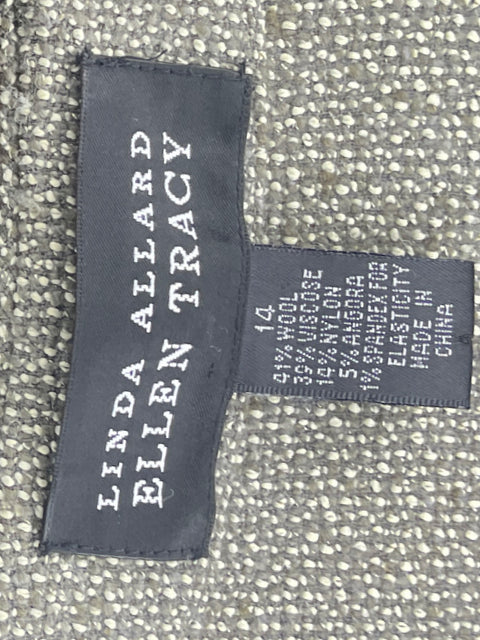 LINDA ALLARD
ELLEN TRACY
14
41% WOOL
39% VISCOSE
14% NYLON
5% ANGORA
1% SPANDEX FOR
ELASTICITY
MADE IN
CHINA